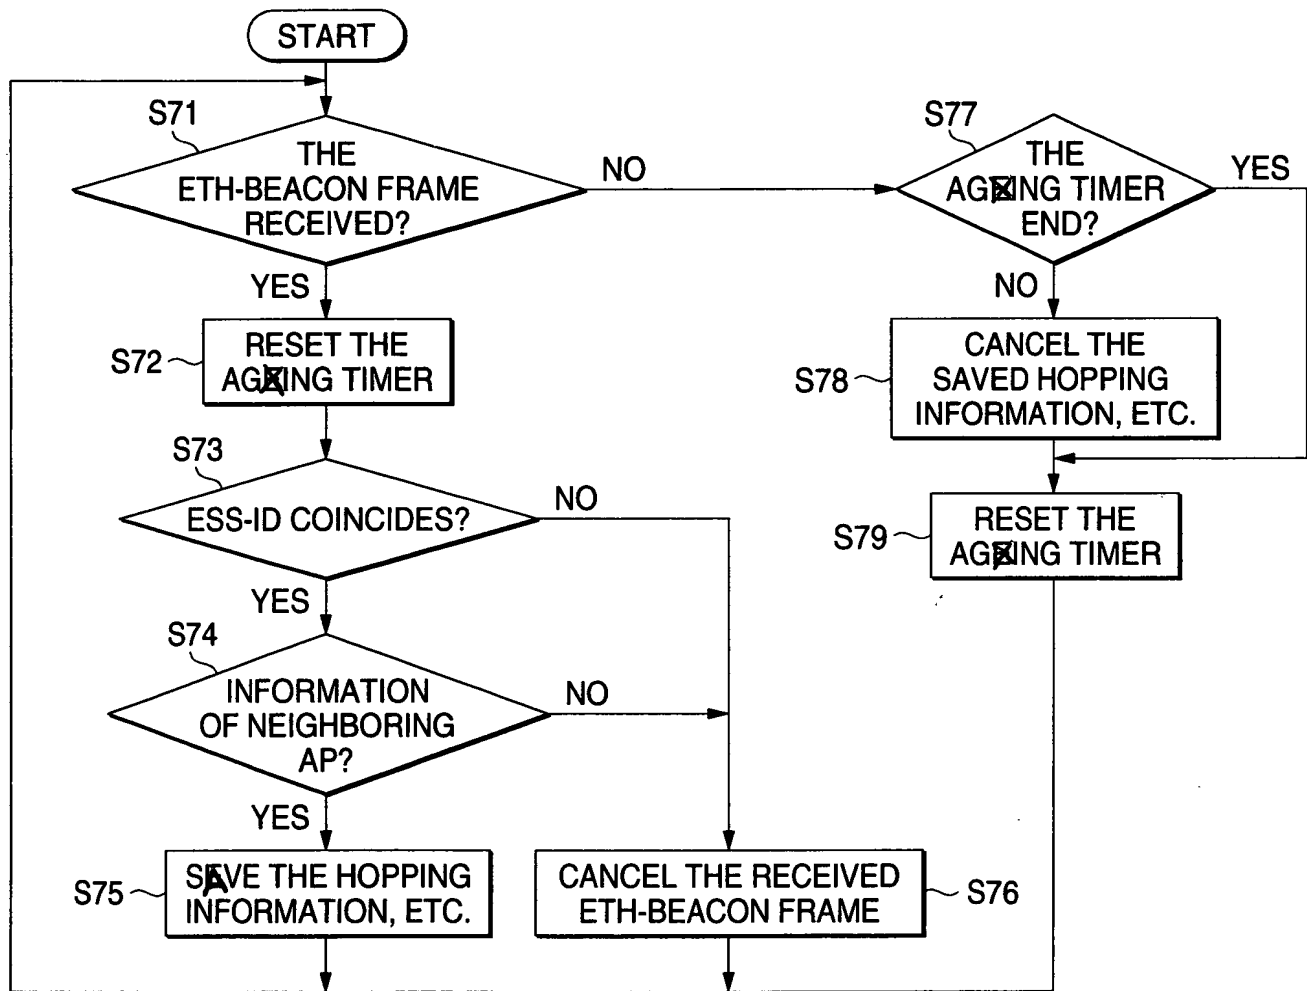 START
S71
THE
ETH-BEACON FRAME
RECEIVED?
NO
YES
S77
THE
AGING TIMER
END?
YES
NO
S72
RESET THE
AGING TIMER
S78
CANCEL THE
SAVED HOPPING
INFORMATION, ETC.
S73
ESS-ID COINCIDES?
NO
YES
S79
RESET THE
AGING TIMER
S74
INFORMATION
OF NEIGHBORING
AP?
NO
YES
S75
SAVE THE HOPPING
INFORMATION, ETC.
CANCEL THE RECEIVED
ETH-BEACON FRAME
S76